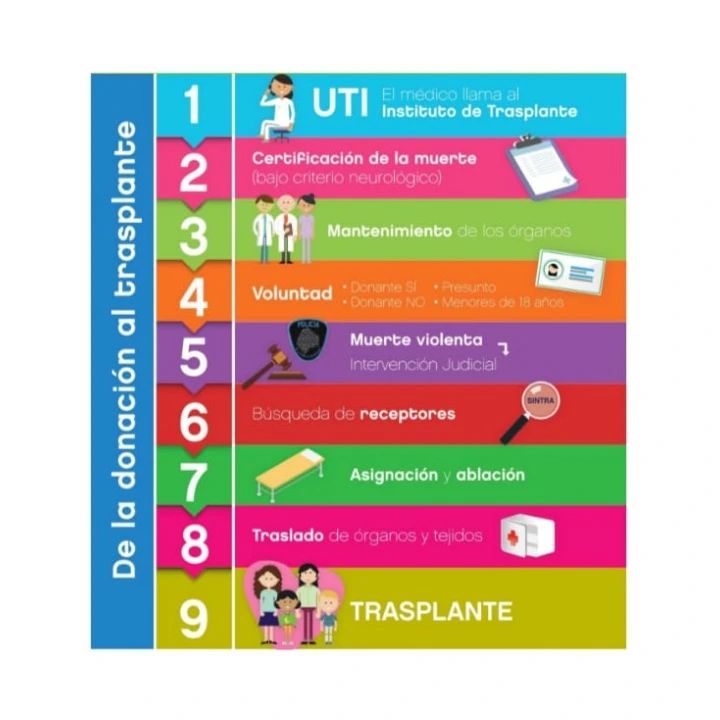 De la donación al trasplante
1
UTI
El médico llama al
Instituto de Trasplante
2
Certificación de la muerte
(bajo criterio neurológico)
3
Mantenimiento de los órganos
4
Voluntad
• Donante SÍ • Presunto
• Donante NO • Menores de 18 años
5
POLICIA
Muerte violenta
Intervención Judicial
6
Búsqueda de receptores
SINTRA
7
Asignación y ablación
8
Traslado de órganos y tejidos
9
TRASPLANTE